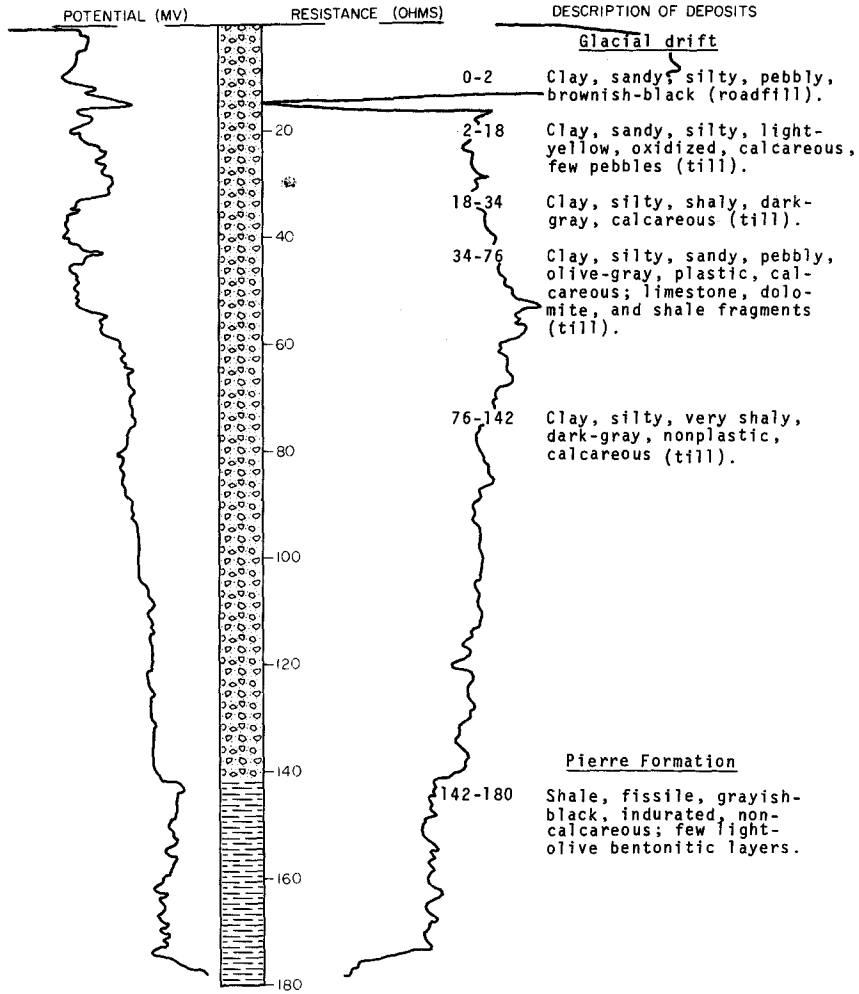 POTENTIAL (MV) RESISTANCE (OHMS) DESCRIPTION OF DEPOSITS
Glacial drift
0-2 Clay, sandy, silty, pebbly,
brownish-black (roadfill).
20
2-18 Clay, sandy, silty, light-
yellow, oxidized, calcareous,
few pebbles (till).
18-34 Clay, silty, shaly, dark-
gray, calcareous (till).
40
34-76 Clay, silty, sandy, pebbly,
olive-gray, plastic, cal-
careous; limestone, dolo-
mite, and shale fragments
(till).
60
76-142 Clay, silty, very shaly,
dark-gray, nonplastic,
calcareous (till).
80
100
120
140
Pierre Formation
142-180 Shale, fissile, grayish-
black, indurated, non-
calcareous; few light-
olive bentonitic layers.
160
180